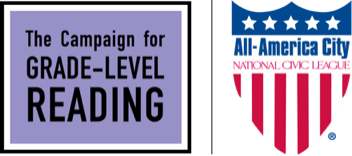 The Campaign for
GRADE-LEVEL
READING
All-America City
NATIONAL CIVIC LEAGUE
®